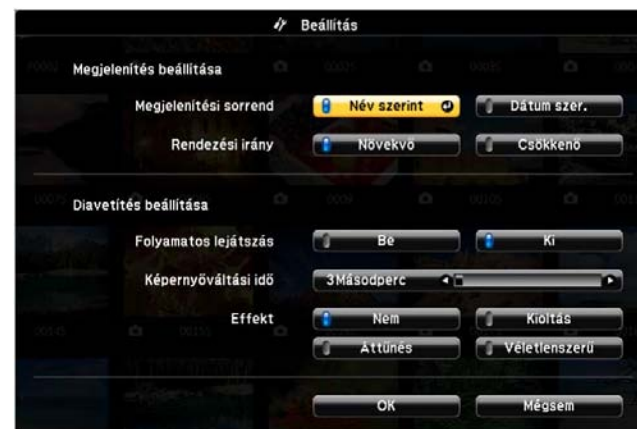 Beállítás
Megjelenítés beállítása
Megjelenítési sorrend Név szerint Dátum szer.
Rendezési irány Növekvő Csökkenő
Diavetítés beállítása
Folyamatos lejátszás Be Ki
Képernyőváltási idő 3Másodperc
Effekt Nem Kioltás
Áttűnés Véletlenszerű
OK Mégsem